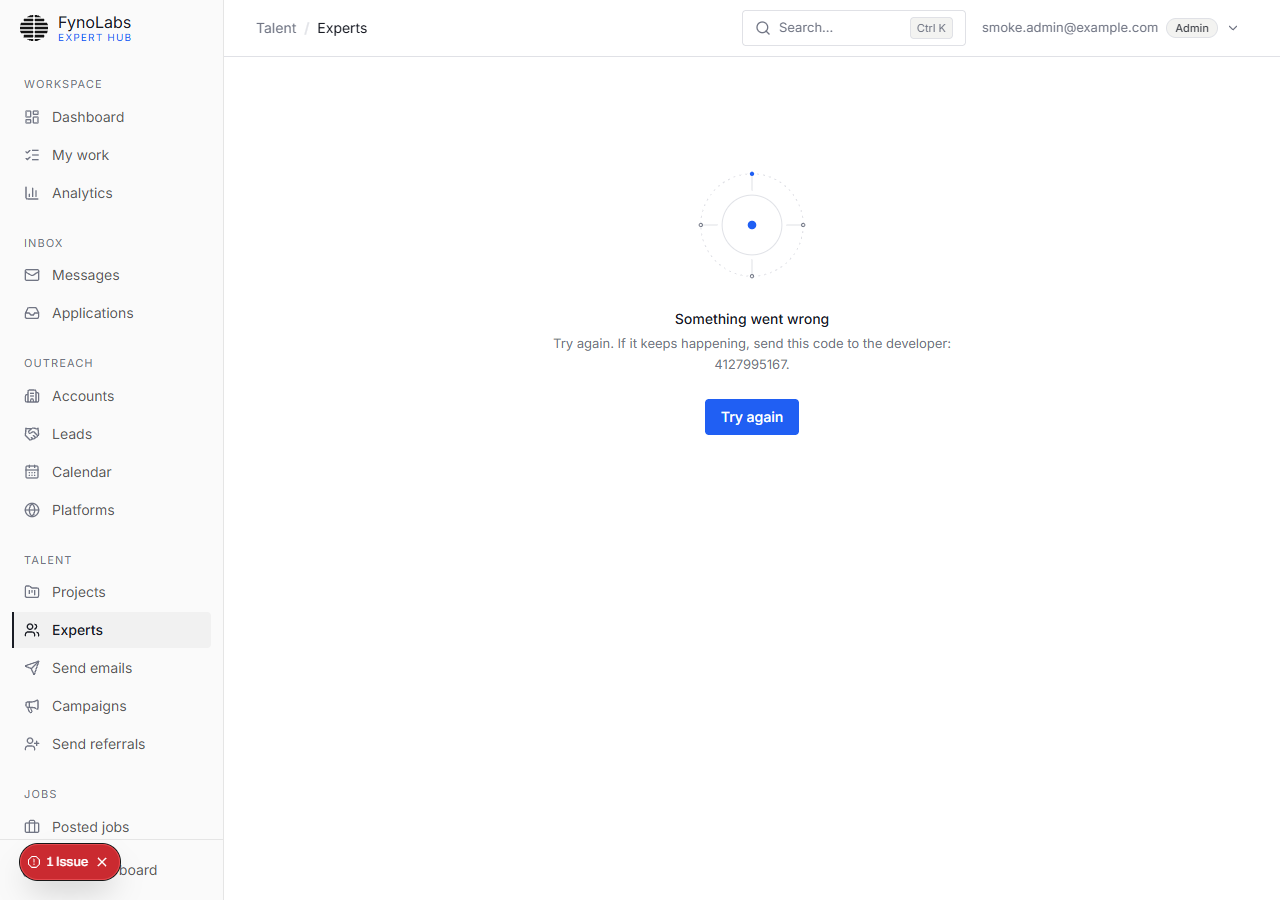 FynoLabs
EXPERT HUB
Talent / Experts
Search...
Ctrl K
smoke.admin@example.com
Admin
WORKSPACE
Dashboard
My work
Analytics
INBOX
Messages
Applications
OUTREACH
Accounts
Leads
Calendar
Platforms
TALENT
Projects
Experts
Send emails
Campaigns
Send referrals
JOBS
Posted jobs
board
1 Issue
Something went wrong
Try again. If it keeps happening, send this code to the developer:
4127995167.
Try again